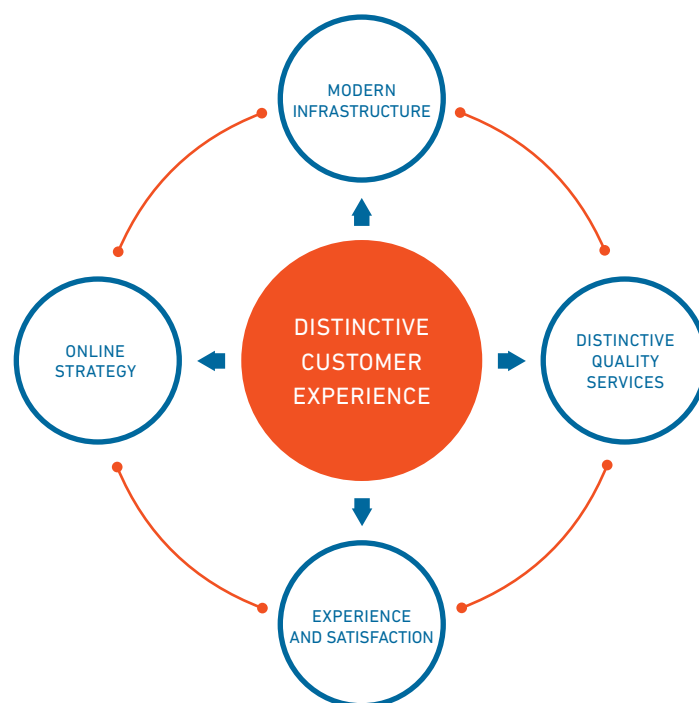 MODERN
INFRASTRUCTURE
DISTINCTIVE
CUSTOMER
EXPERIENCE
ONLINE
STRATEGY
DISTINCTIVE
QUALITY
SERVICES
EXPERIENCE
AND SATISFACTION